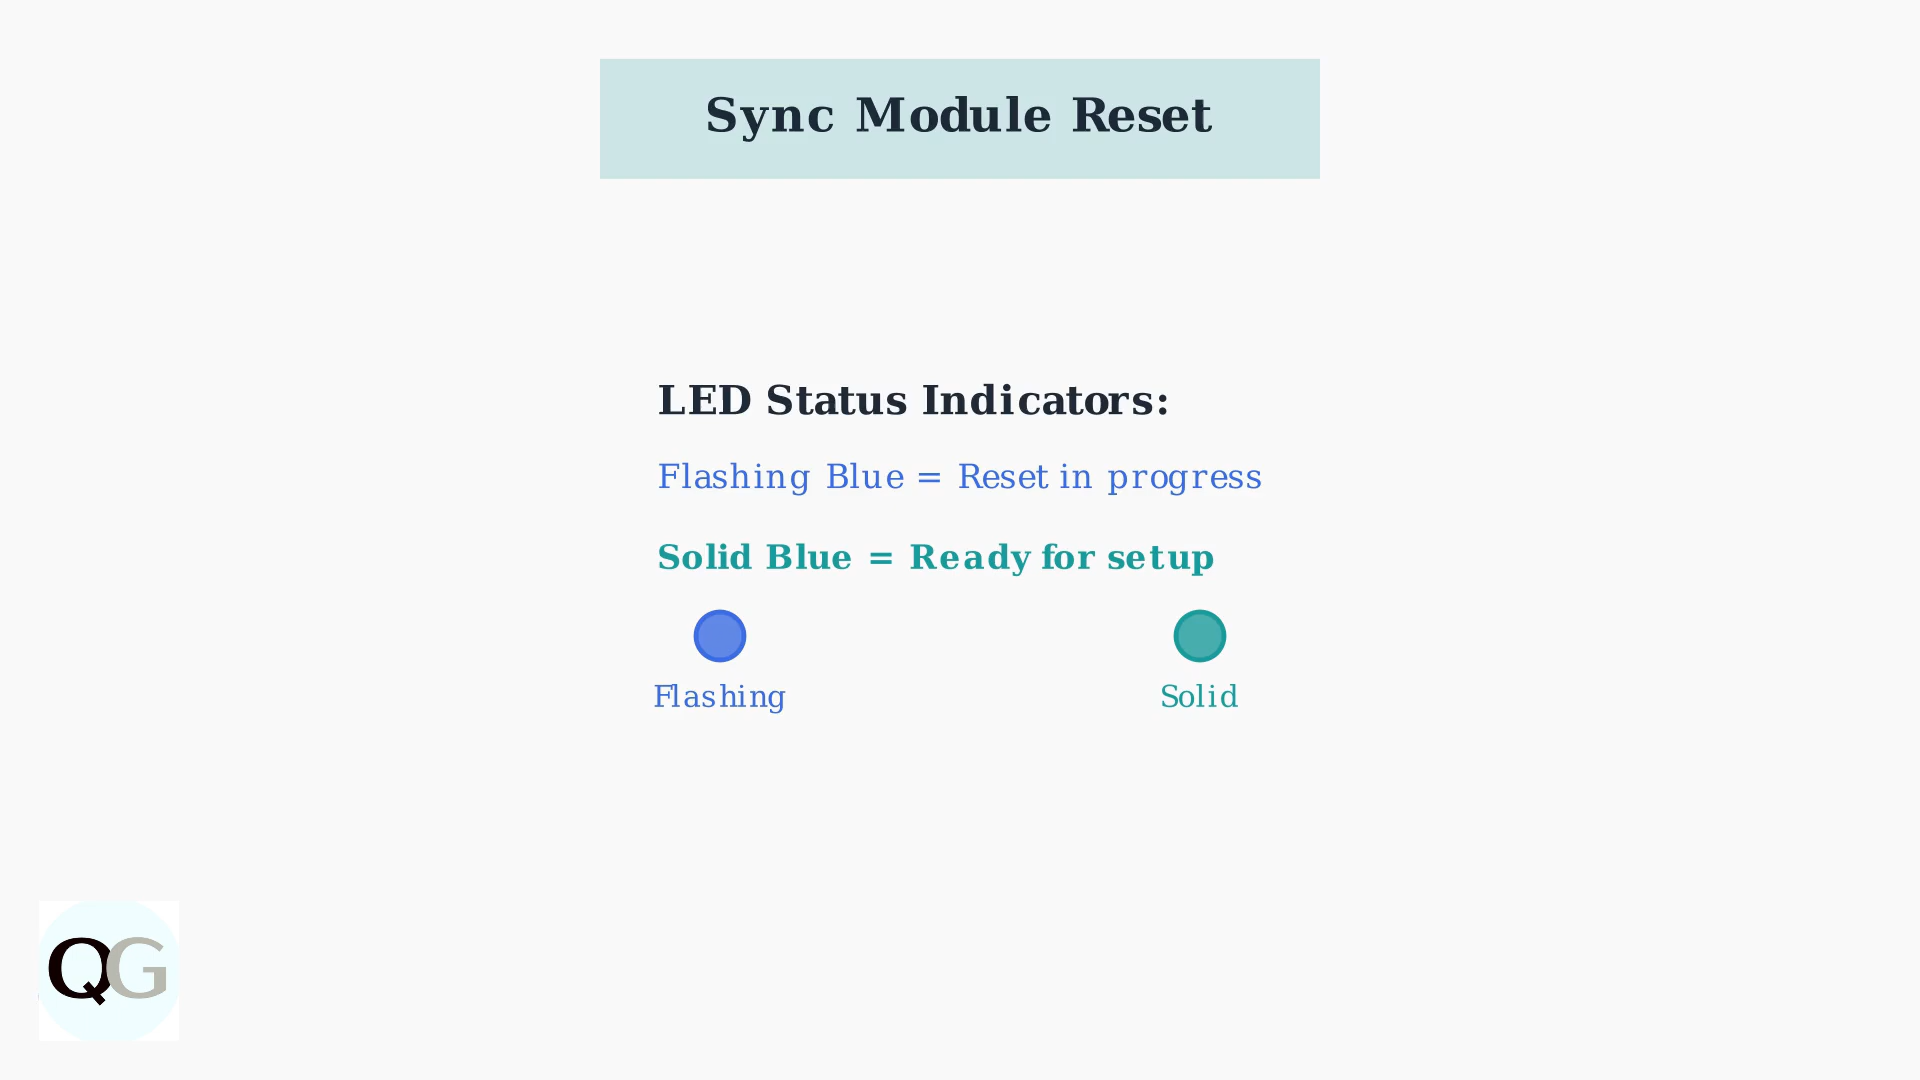 Sync Module Reset
LED Status Indicators:
Flashing Blue = Reset in progress
Solid Blue = Ready for setup
Flashing
Solid
QG